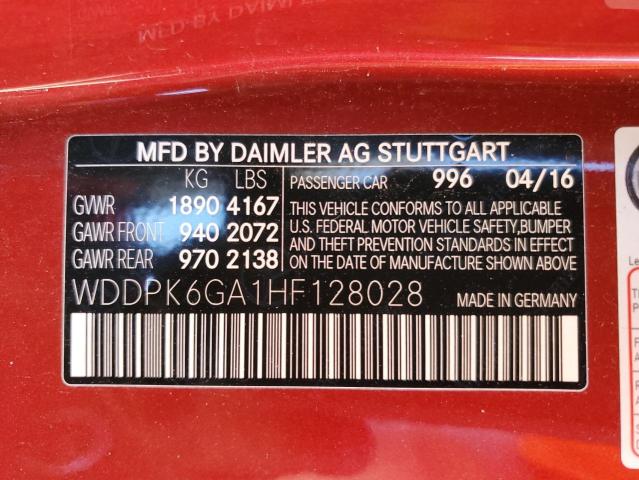 MFD BY DAIMLER AG STUTTGART
KG LBS
GVWR 1890 4167
GAWR FRONT 940 2072
GAWR REAR 970 2138
PASSENGER CAR 996 04/16
THIS VEHICLE CONFORMS TO ALL APPLICABLE
U.S. FEDERAL MOTOR VEHICLE SAFETY,BUMPER
AND THEFT PREVENTION STANDARDS IN EFFECT
ON THE DATE OF MANUFACTURE SHOWN ABOVE.
WDDPK6GA1HF128028 MADE IN GERMANY